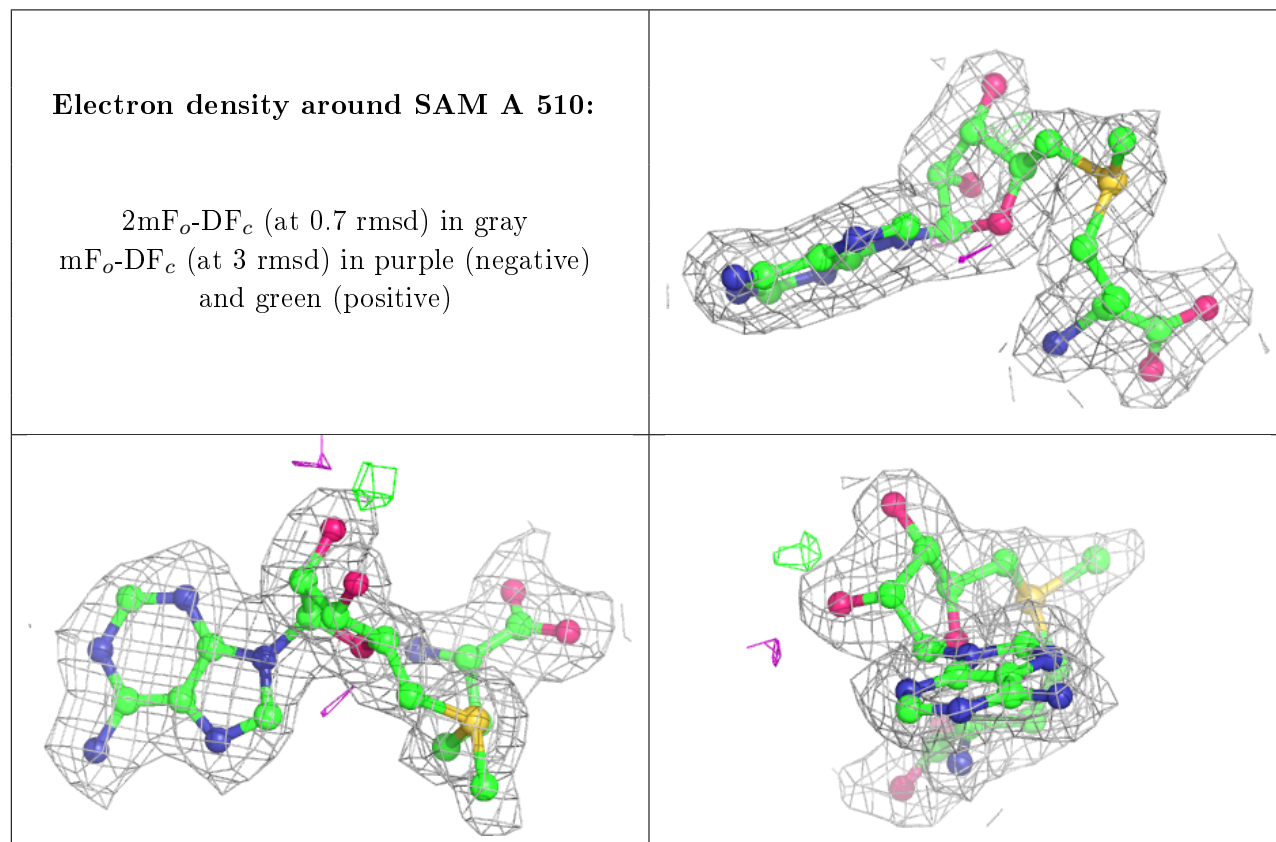 Electron density around SAM A 510:
2mFo-DFc (at 0.7 rmsd) in gray
mFo-DFc (at 3 rmsd) in purple (negative)
and green (positive)